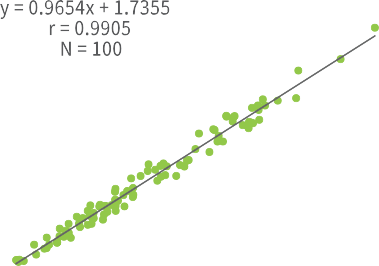 y = 0.9654x + 1.7355
r = 0.9905
N = 100